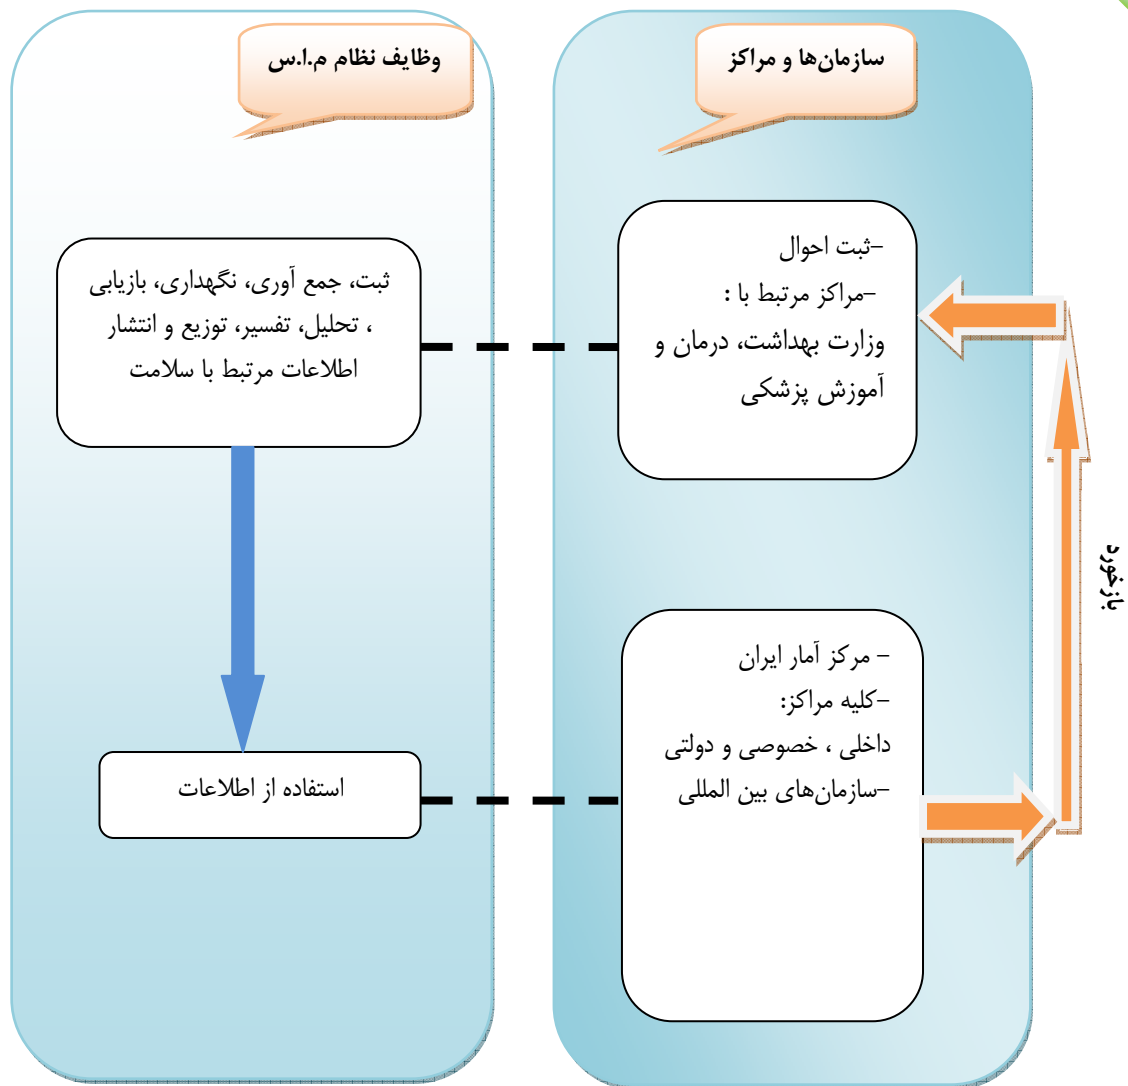 سازمان‌ها و مراکز
-ثبت احوال
-مراکز مرتبط با :
وزارت بهداشت، درمان و
آموزش پزشکی
- مرکز آمار ایران
-کلیه مراکز:
داخلی ، خصوصی و دولتی
-سازمان‌های بین المللی
بازخورد
وظایف نظام م.ا.س
ثبت، جمع آوری، نگهداری، بازیابی
، تحلیل، تفسیر، توزیع و انتشار
اطلاعات مرتبط با سلامت
استفاده از اطلاعات